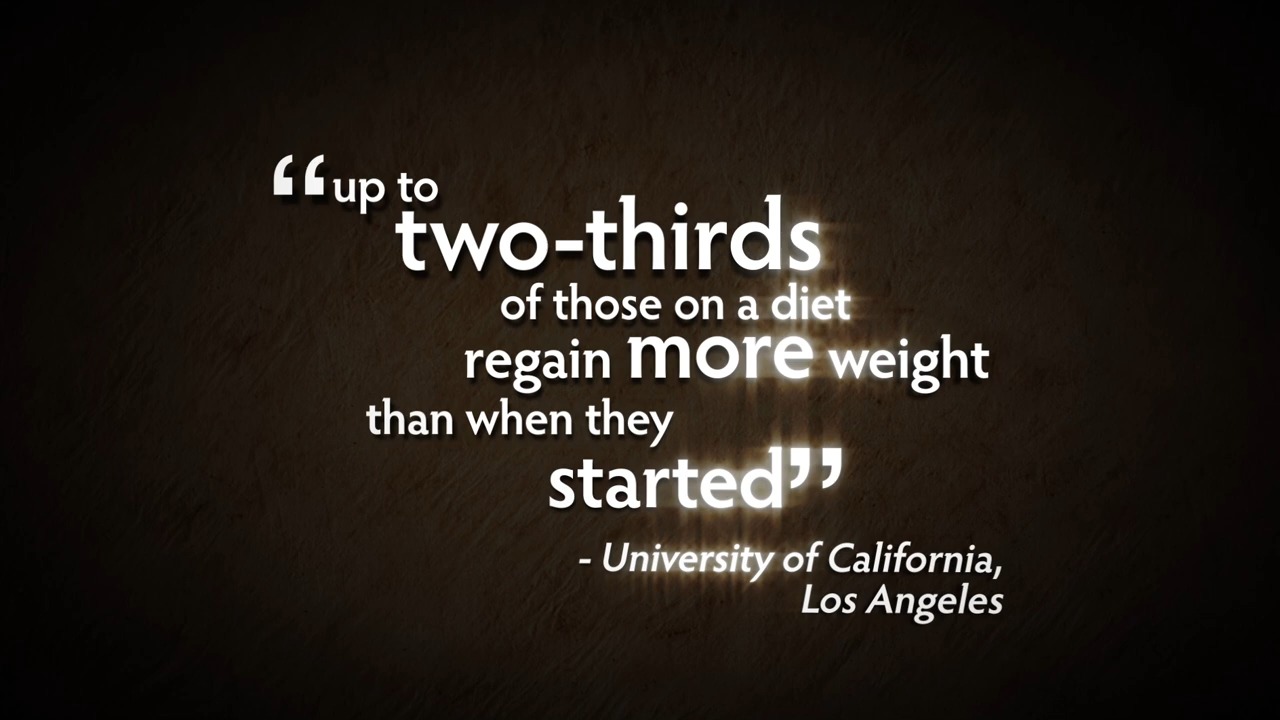 “up to
two-thirds
of those on a diet
regain more weight
than when they
started”
- University of California,
Los Angeles